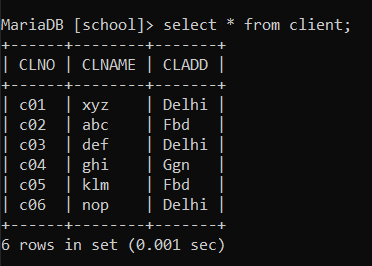 MariaDB [school]> select * from client;
+------+--------+-------+
| CLNO | CLNAME | CLADD |
+------+--------+-------+
| c01  | xyz    | Delhi |
| c02  | abc    | Fbd   |
| c03  | def    | Delhi |
| c04  | ghi    | Ggn   |
| c05  | klm    | Fbd   |
| c06  | nop    | Delhi |
+------+--------+-------+
6 rows in set (0.001 sec)